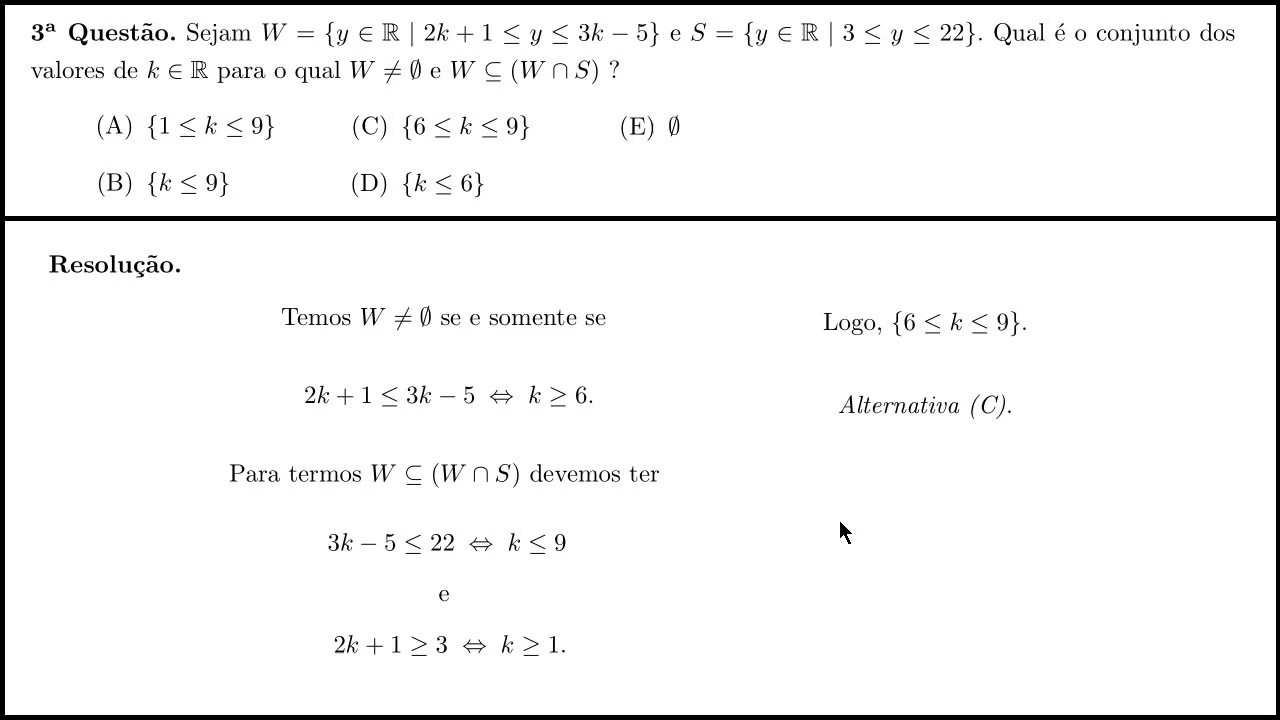 3ª Questão. Sejam W = {y ∈ ℝ | 2k + 1 ≤ y ≤ 3k − 5} e S = {y ∈ ℝ | 3 ≤ y ≤ 22}. Qual é o conjunto dos
valores de k ∈ ℝ para o qual W ≠ ∅ e W ⊆ (W ∩ S) ?
(A) {1 ≤ k ≤ 9} (C) {6 ≤ k ≤ 9} (E) ∅
(B) {k ≤ 9} (D) {k ≤ 6}
Resolução.
Temos W ≠ ∅ se e somente se
2k + 1 ≤ 3k − 5 ⇔ k ≥ 6.
Para termos W ⊆ (W ∩ S) devemos ter
3k − 5 ≤ 22 ⇔ k ≤ 9
e
2k + 1 ≥ 3 ⇔ k ≥ 1.
Logo, {6 ≤ k ≤ 9}.
Alternativa (C).